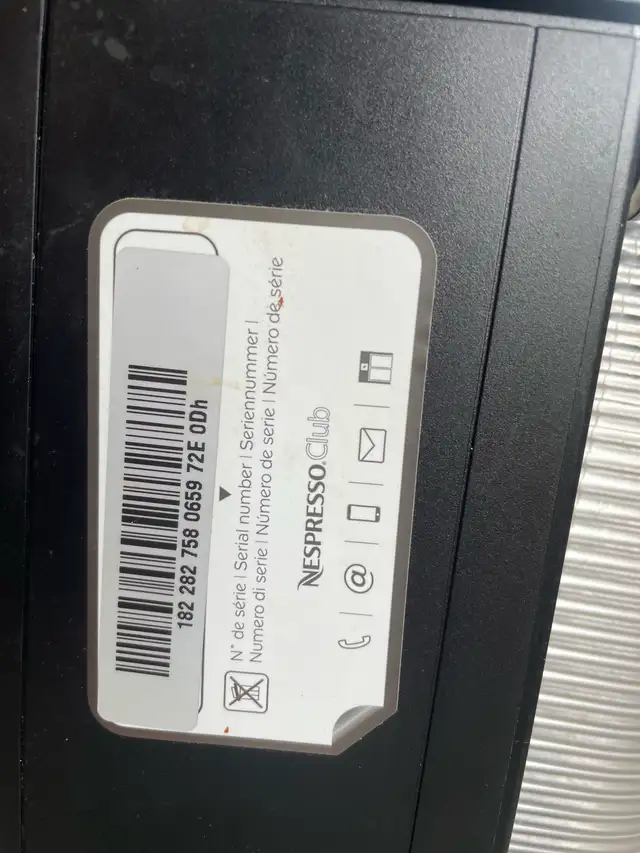 182 282 758 0659 72E 0Dh
N° de série | Serial number | Seriennummer |
Numero di serie | Número de serie | Número de série
NESPRESSO.Club
@